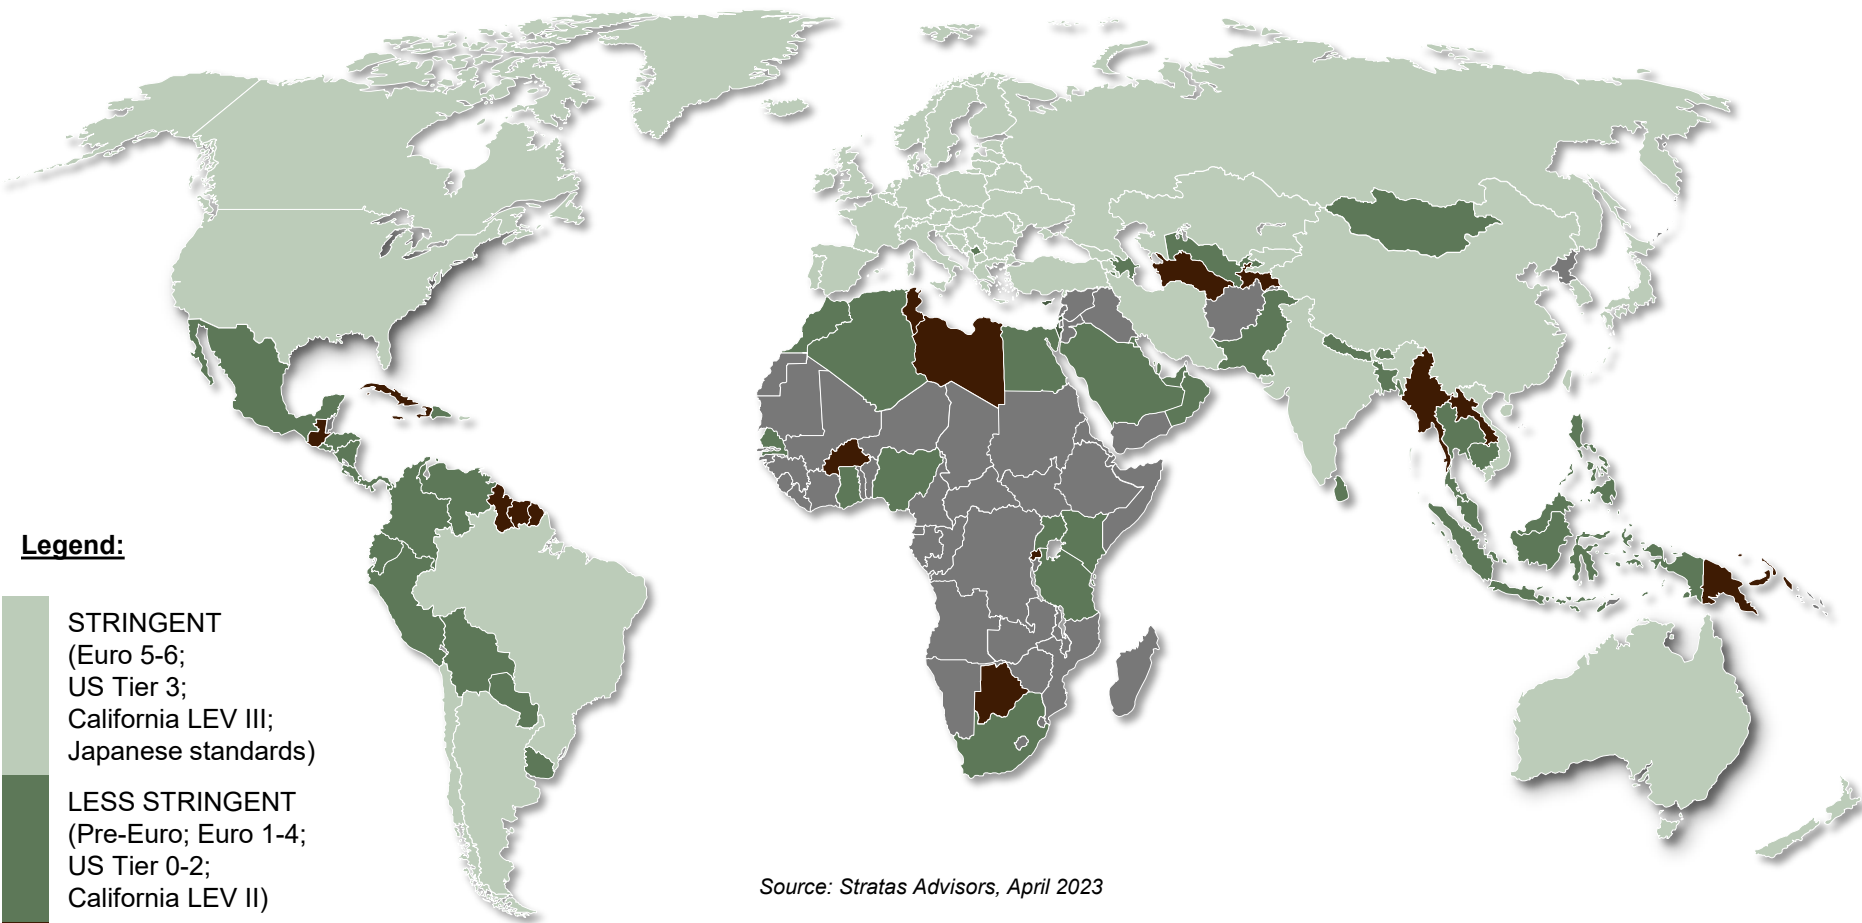 Legend:
STRINGENT
(Euro 5-6;
US Tier 3;
California LEV III;
Japanese standards)
LESS STRINGENT
(Pre-Euro; Euro 1-4;
US Tier 0-2;
California LEV II)
Source: Stratas Advisors, April 2023